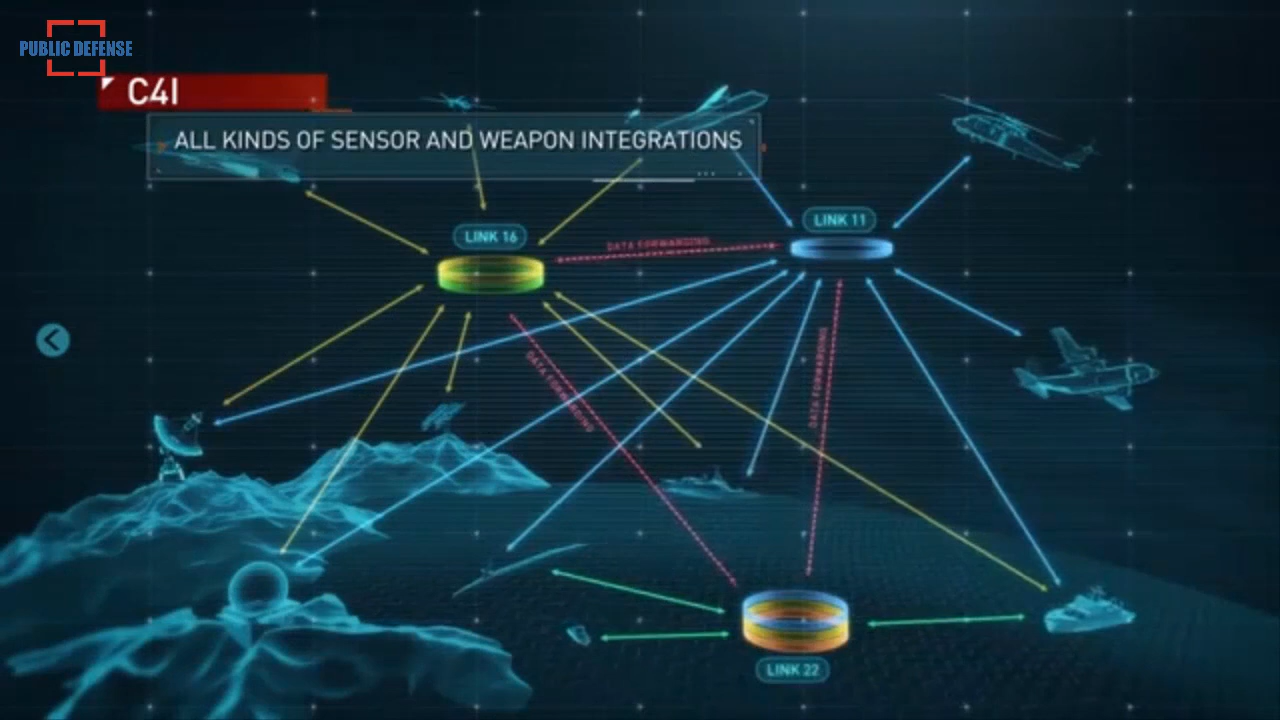 PUBLIC DEFENSE
C4I
ALL KINDS OF SENSOR AND WEAPON INTEGRATIONS
LINK 11
LINK 16
DATA FORWARDING
DATA FORWARDING
DATA FORWARDING
LINK 22